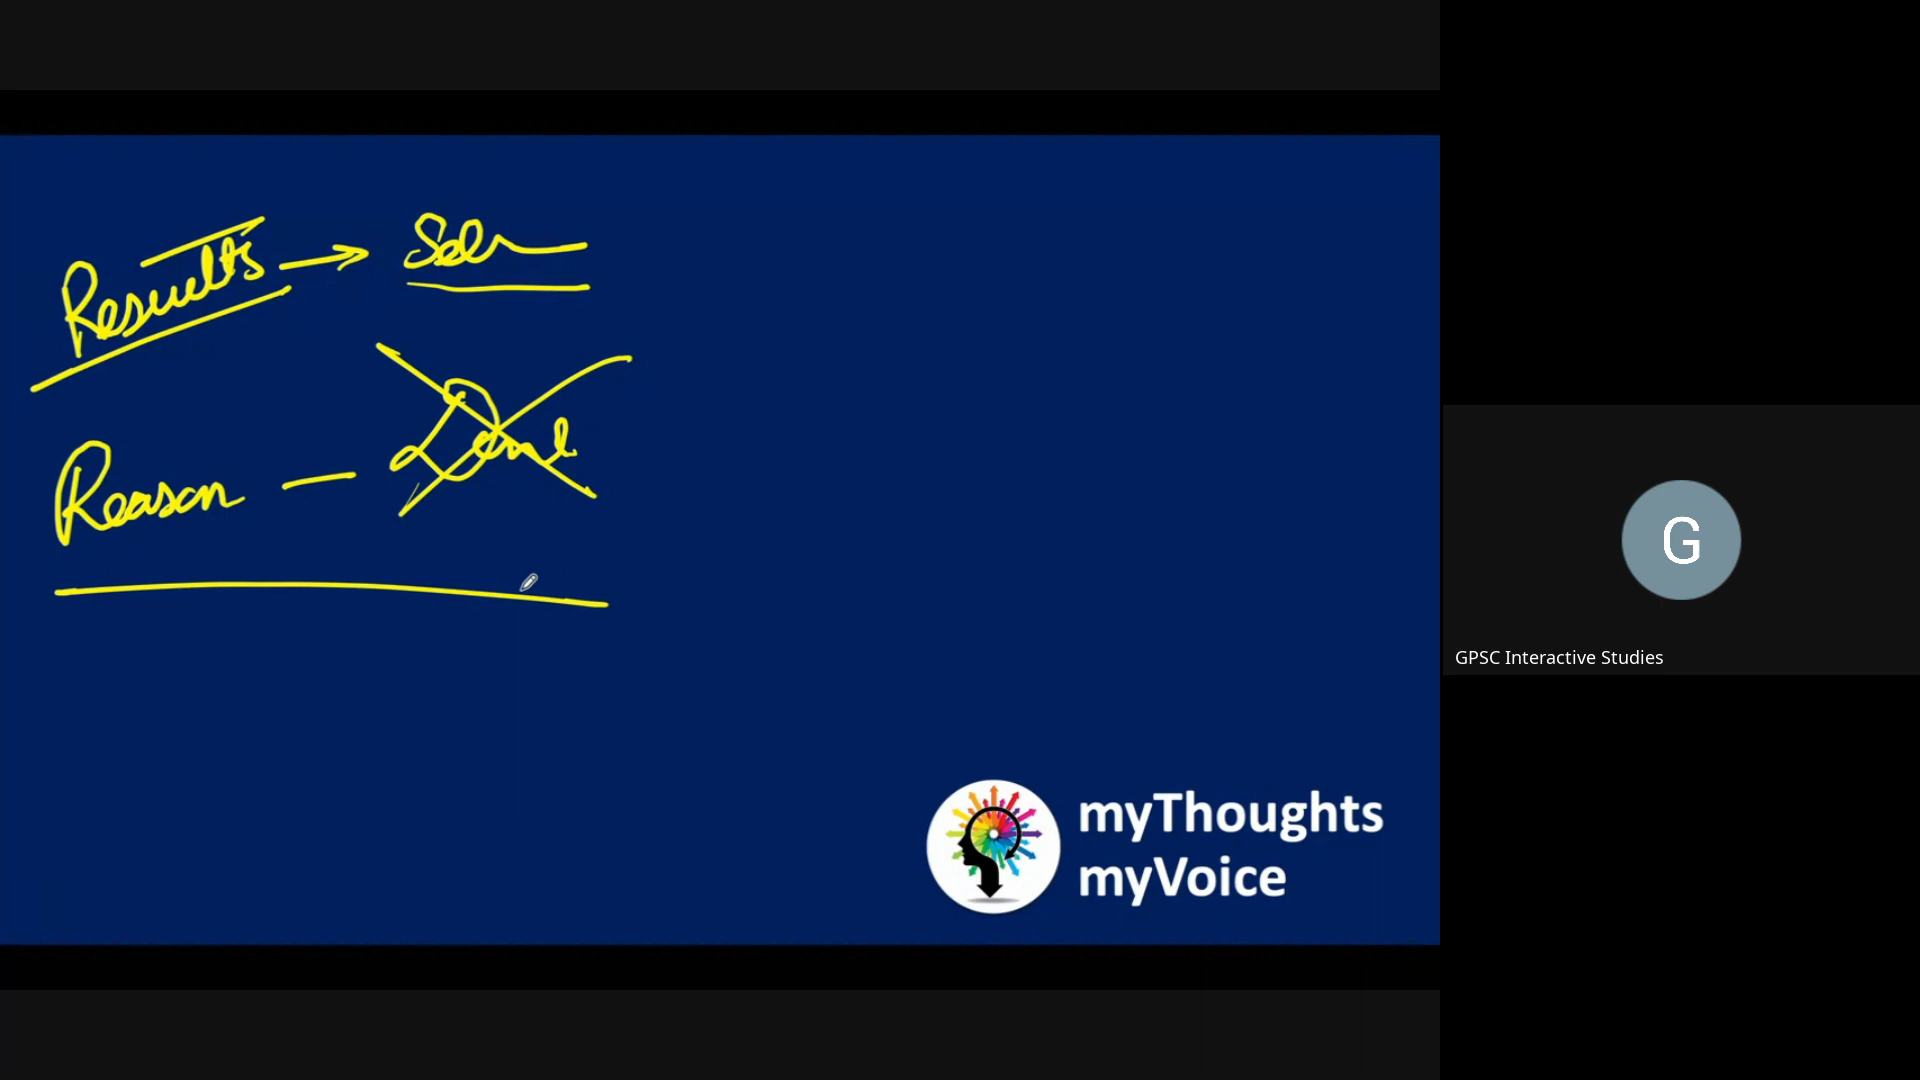 Results →
Reason —
G
GPSC Interactive Studies
myThoughts
myVoice